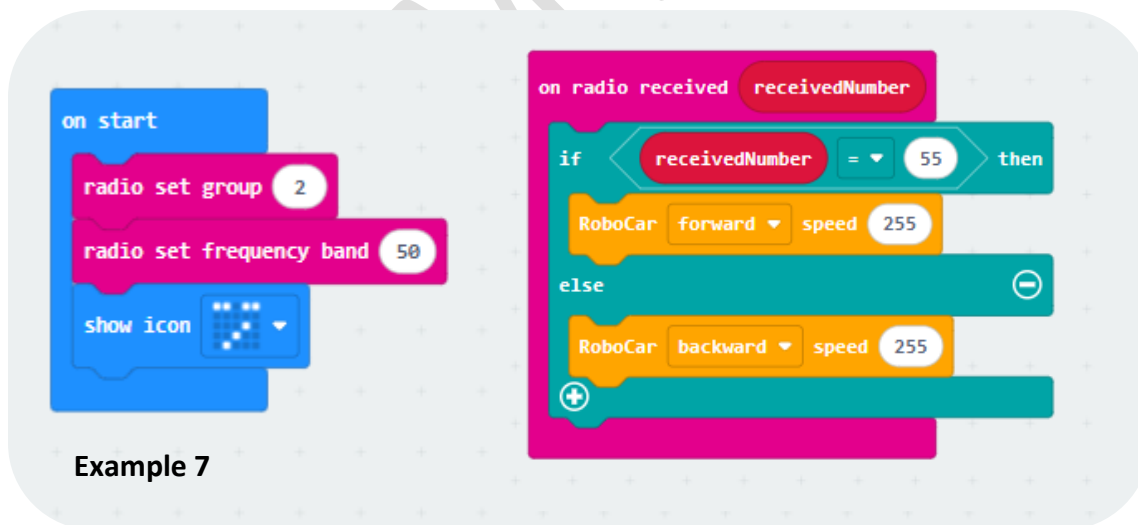 on start
radio set group 2
radio set frequency band 50
show icon
on radio received receivedNumber
if receivedNumber = 55 then
RoboCar forward speed 255
else
RoboCar backward speed 255
Example 7